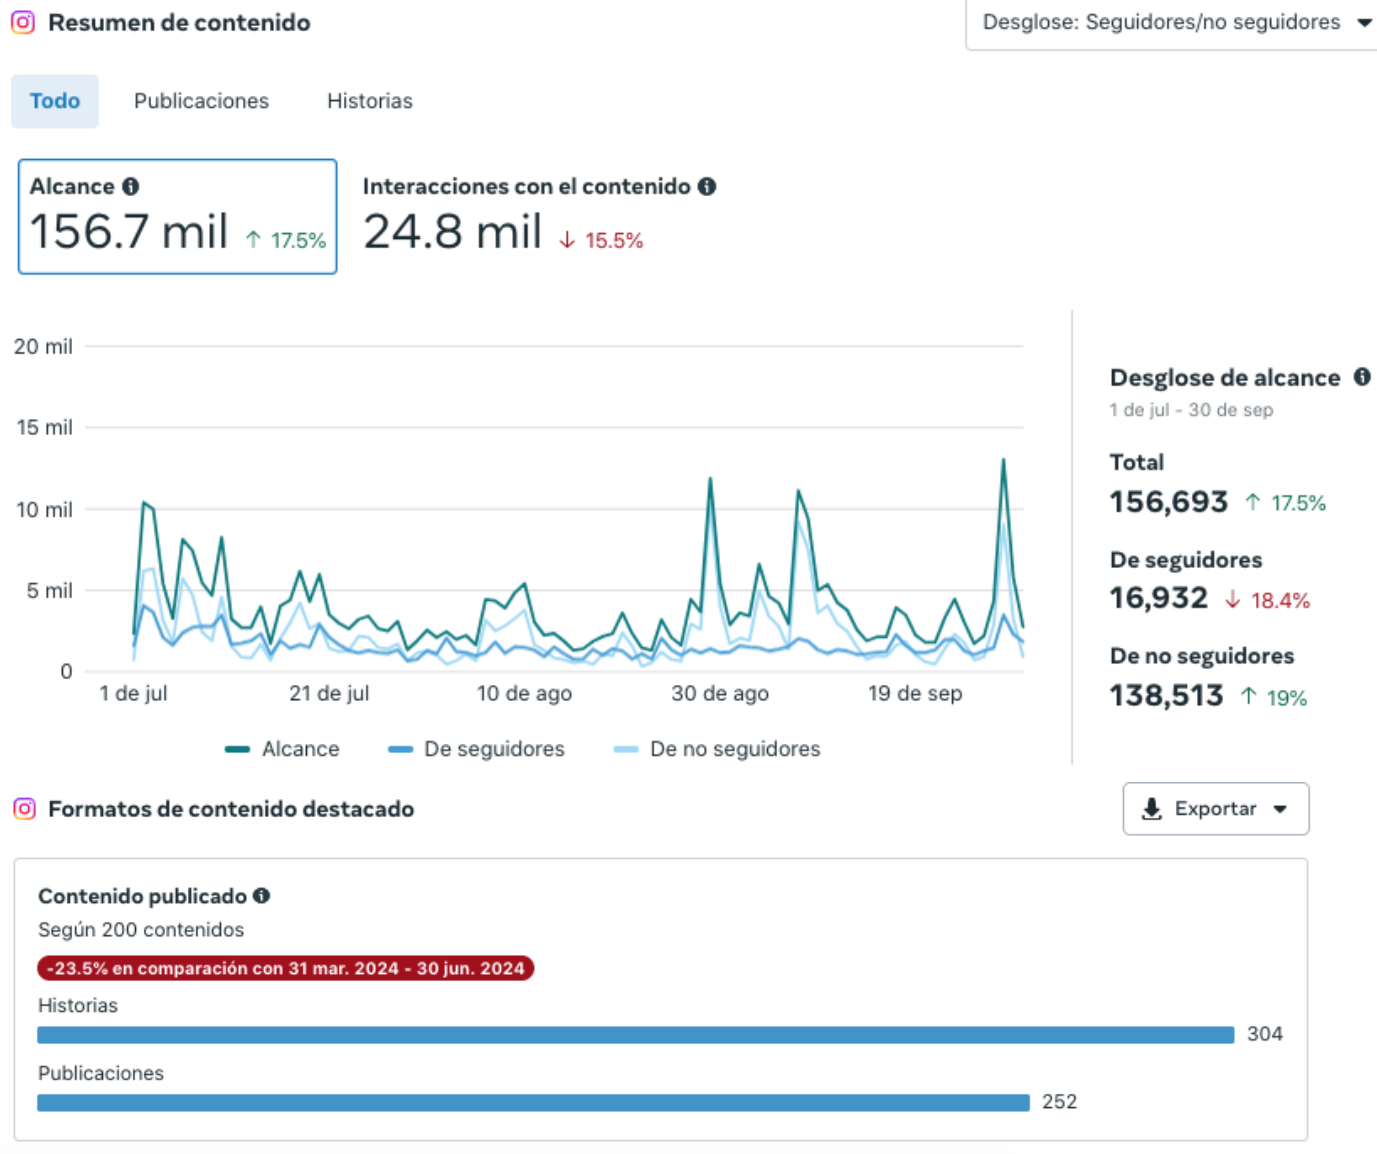 Resumen de contenido
Desglose: Seguidores/no seguidores
Todo
Publicaciones
Historias
Alcance
156.7 mil ↑ 17.5%
Interacciones con el contenido
24.8 mil ↓ 15.5%
20 mil
15 mil
10 mil
5 mil
0
1 de jul
21 de jul
10 de ago
30 de ago
19 de sep
Alcance
De seguidores
De no seguidores
Desglose de alcance
1 de jul - 30 de sep
Total
156,693 ↑ 17.5%
De seguidores
16,932 ↓ 18.4%
De no seguidores
138,513 ↑ 19%
Formatos de contenido destacado
Exportar
Contenido publicado
Según 200 contenidos
-23.5% en comparación con 31 mar. 2024 - 30 jun. 2024
Historias
304
Publicaciones
252